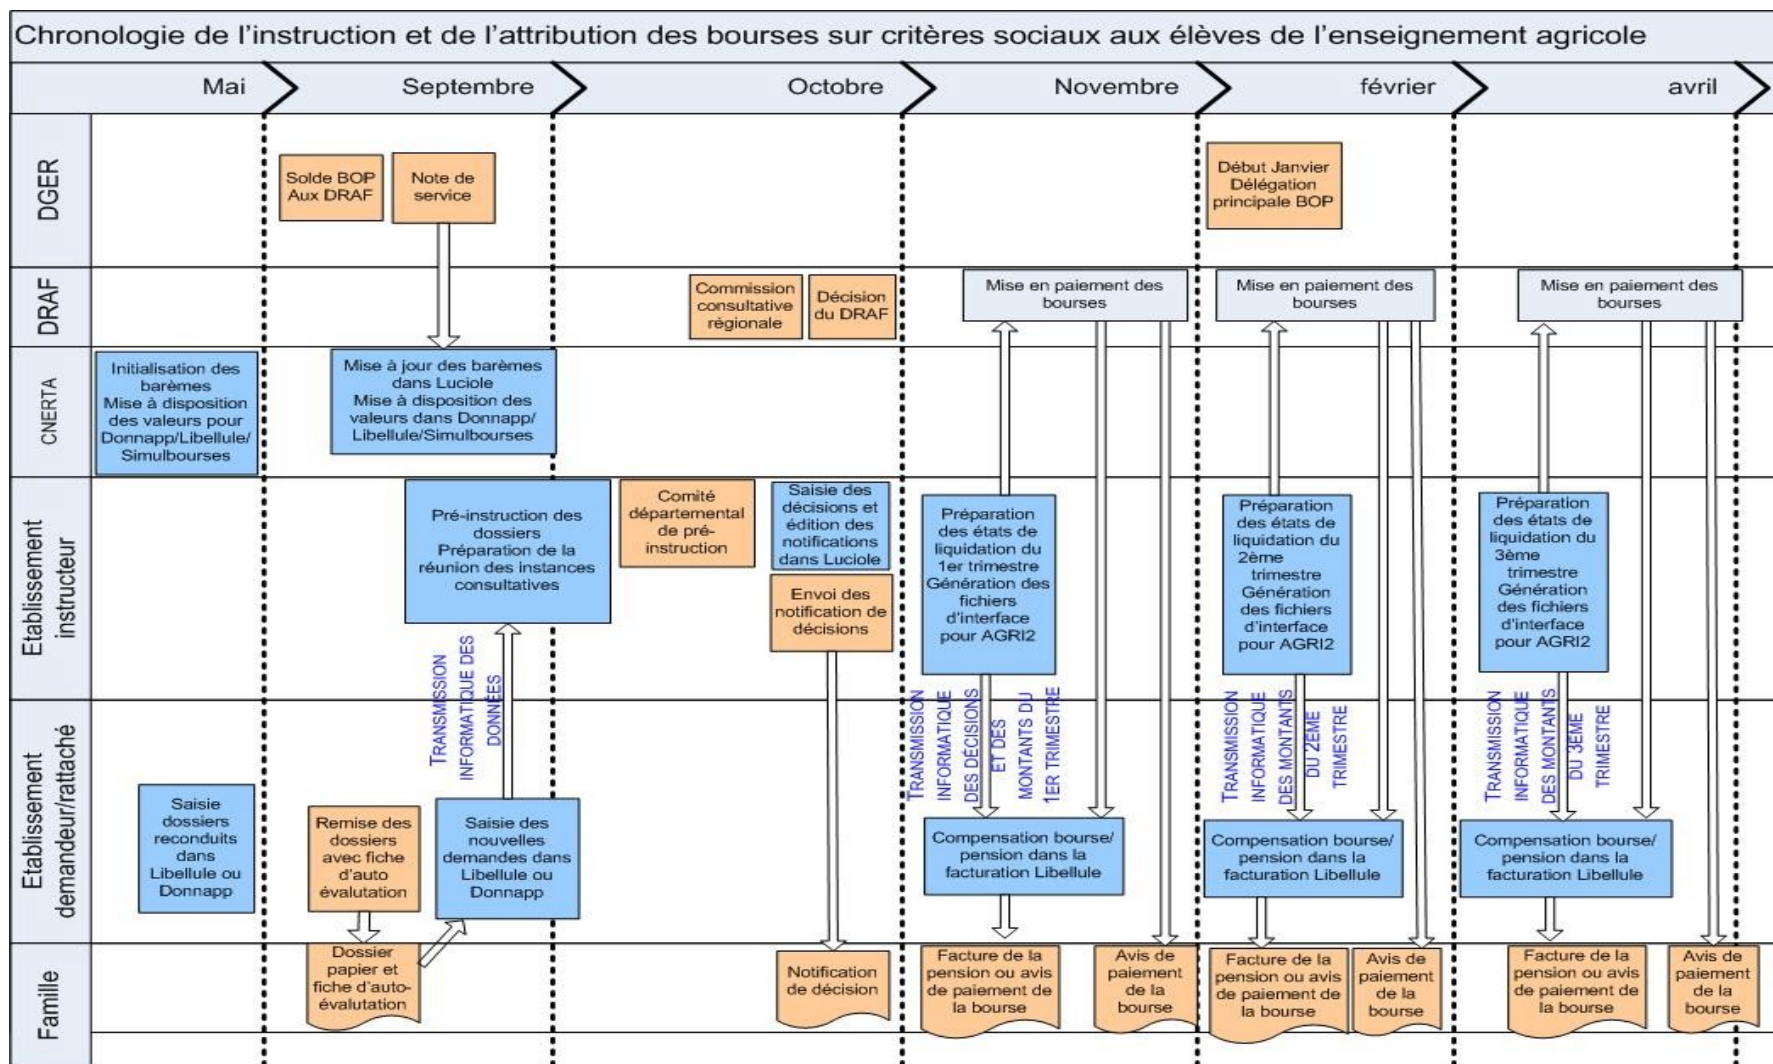 Chronologie de l'instruction et de l'attribution des bourses sur critères sociaux aux élèves de l'enseignement agricole
Mai
Septembre
Octobre
Novembre
février
avril
DGER
Solde BOP
Aux DRAF
Note de
service
Début Janvier
Délégation
principale BOP
DRAF
Commission
consultative
régionale
Décision
du DRAF
Mise en paiement des
bourses
Mise en paiement des
bourses
Mise en paiement des
bourses
CNERTA
Initialisation des
barèmes
Mise à disposition
des valeurs pour
Donnapp/Libellule/
Simulbourses
Mise à jour des barèmes
dans Luciole
Mise à disposition des
valeurs dans Donnapp/
Libellule/Simulbourses
Etablissement
instructeur
Pré-instruction des
dossiers
Préparation de la
réunion des instances
consultatives
Comité
départemental
de pré-
instruction
Saisie des
décisions et
édition des
notifications
dans Luciole
Envoi des
notification de
décisions
Préparation
des états de
liquidation du
1er trimestre
Génération des
fichiers
d'interface
pour AGRI2
Préparation
des états de
liquidation du
2ème
trimestre
Génération
des fichiers
d'interface
pour AGRI2
Préparation
des états de
liquidation du
3ème
trimestre
Génération
des fichiers
d'interface
pour AGRI2
TRANSMISSION
INFORMATIQUE DES
DONNÉES
TRANSMISSION
INFORMATIQUE
DES DÉCISIONS
ET DES
MONTANTS DU
1ER TRIMESTRE
TRANSMISSION
INFORMATIQUE
DES MONTANTS
DU 2ÈME
TRIMESTRE
TRANSMISSION
INFORMATIQUE
DES MONTANTS
DU 3ÈME
TRIMESTRE
Etablissement
demandeur/rattaché
Saisie
dossiers
reconduits
dans
Libellule ou
Donnapp
Remise des
dossiers
avec fiche
d'auto
évalutation
Saisie des
nouvelles
demandes dans
Libellule ou
Donnapp
Compensation bourse/
pension dans la
facturation Libellule
Compensation bourse/
pension dans la
facturation Libellule
Compensation bourse/
pension dans la
facturation Libellule
Famille
Dossier
papier et
fiche d'auto-
évalutation
Notification
de décision
Facture de la
pension ou avis
de paiement de
la bourse
Avis de
paiement
de la
bourse
Facture de la
pension ou avis
de paiement de
la bourse
Avis de
paiement
de la
bourse
Facture de la
pension ou avis
de paiement de
la bourse
Avis de
paiement
de la
bourse